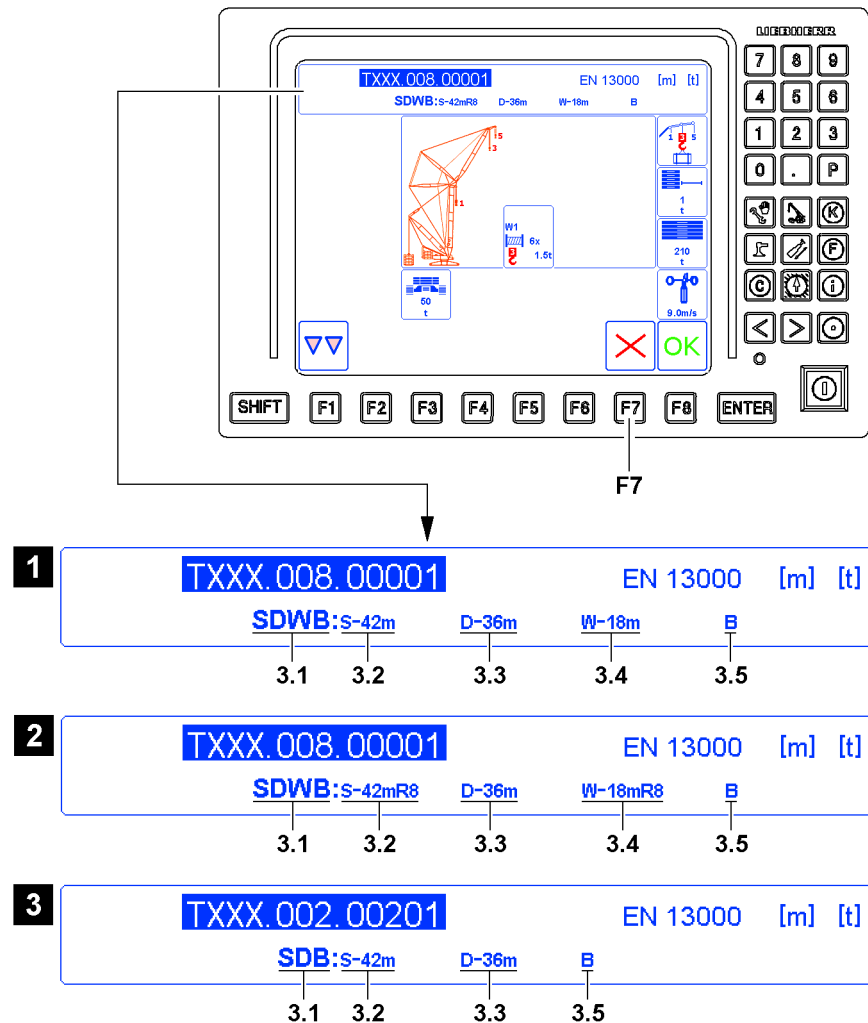 LIEBHERR
TXXX.008.00001 EN 13000 [m] [t]
SDWB:S-42mR8 D-36m W-18m B
7 8 9
4 5 6
1 2 3
0 . P
5
3
1
1 3 5
1
t
W1
6x
3 1.5t
210
t
50
t
9.0m/s
K
F
C i
< >
OK
SHIFT F1 F2 F3 F4 F5 F6 F7 F8 ENTER
F7
1
TXXX.008.00001 EN 13000 [m] [t]
SDWB:S-42m D-36m W-18m B
3.1 3.2 3.3 3.4 3.5
2
TXXX.008.00001 EN 13000 [m] [t]
SDWB:S-42mR8 D-36m W-18mR8 B
3.1 3.2 3.3 3.4 3.5
3
TXXX.002.00201 EN 13000 [m] [t]
SDB:S-42m D-36m B
3.1 3.2 3.3 3.5